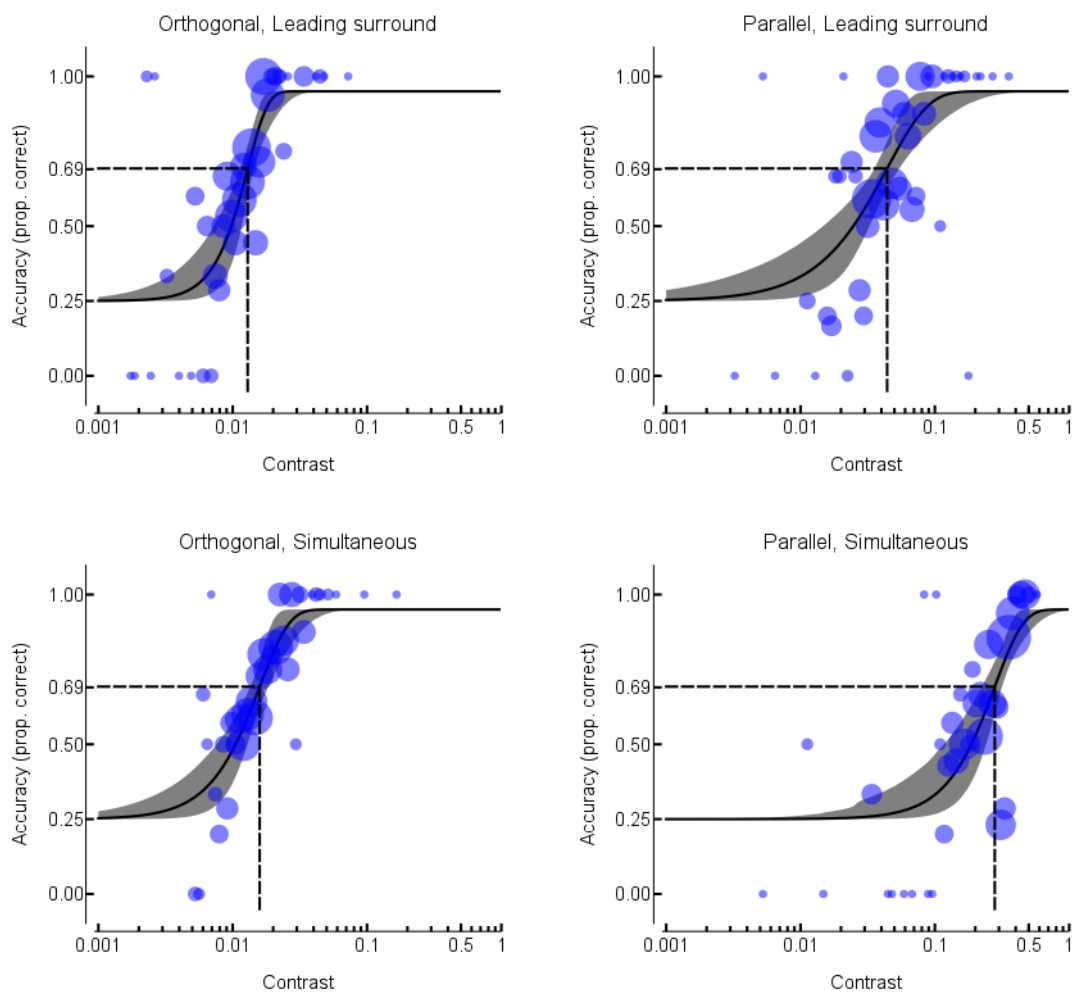 Orthogonal, Leading surround
Accuracy (prop. correct)
1.00
0.69
0.50
0.25
0.00
0.001 0.01 0.1 0.5 1
Contrast
Parallel, Leading surround
Accuracy (prop. correct)
1.00
0.69
0.50
0.25
0.00
0.001 0.01 0.1 0.5 1
Contrast
Orthogonal, Simultaneous
Accuracy (prop. correct)
1.00
0.69
0.50
0.25
0.00
0.001 0.01 0.1 0.5 1
Contrast
Parallel, Simultaneous
Accuracy (prop. correct)
1.00
0.69
0.50
0.25
0.00
0.001 0.01 0.1 0.5 1
Contrast